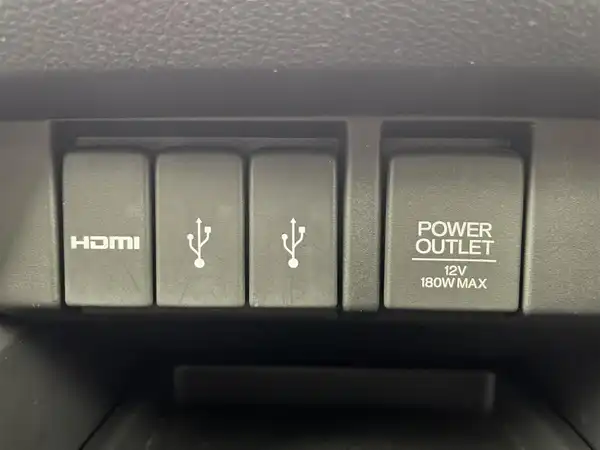 HDMI
POWER
OUTLET
12V
180W MAX